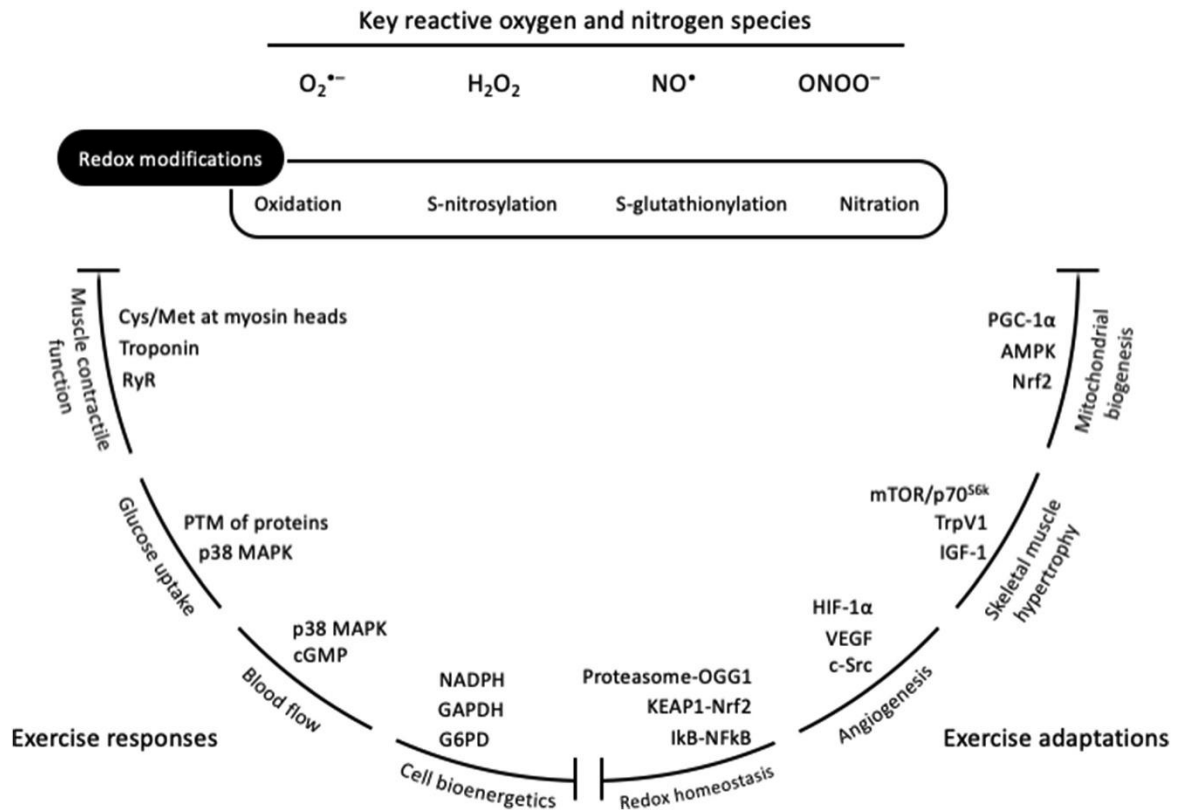 Key reactive oxygen and nitrogen species
O₂•− H₂O₂ NO• ONOO−
Redox modifications
Oxidation S-nitrosylation S-glutathionylation Nitration
Muscle contractile
function
Cys/Met at myosin heads
Troponin
RyR
Glucose uptake
PTM of proteins
p38 MAPK
Blood flow
p38 MAPK
cGMP
Cell bioenergetics
NADPH
GAPDH
G6PD
Exercise responses
Redox homeostasis
Proteasome-OGG1
KEAP1-Nrf2
IkB-NFkB
Angiogenesis
HIF-1α
VEGF
c-Src
Skeletal muscle
hypertrophy
mTOR/p70S6k
TrpV1
IGF-1
Mitochondrial
biogenesis
PGC-1α
AMPK
Nrf2
Exercise adaptations